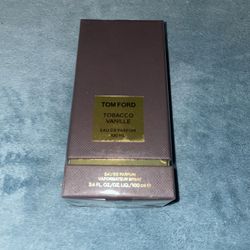 TOM FORD
TOBACCO
VANILLE
EAU DE PARFUM
100 ML
EAU DE PARFUM
VAPORISATEUR SPRAY
3.4 FL.OZ./OZ.LIQ./100 ml ℮